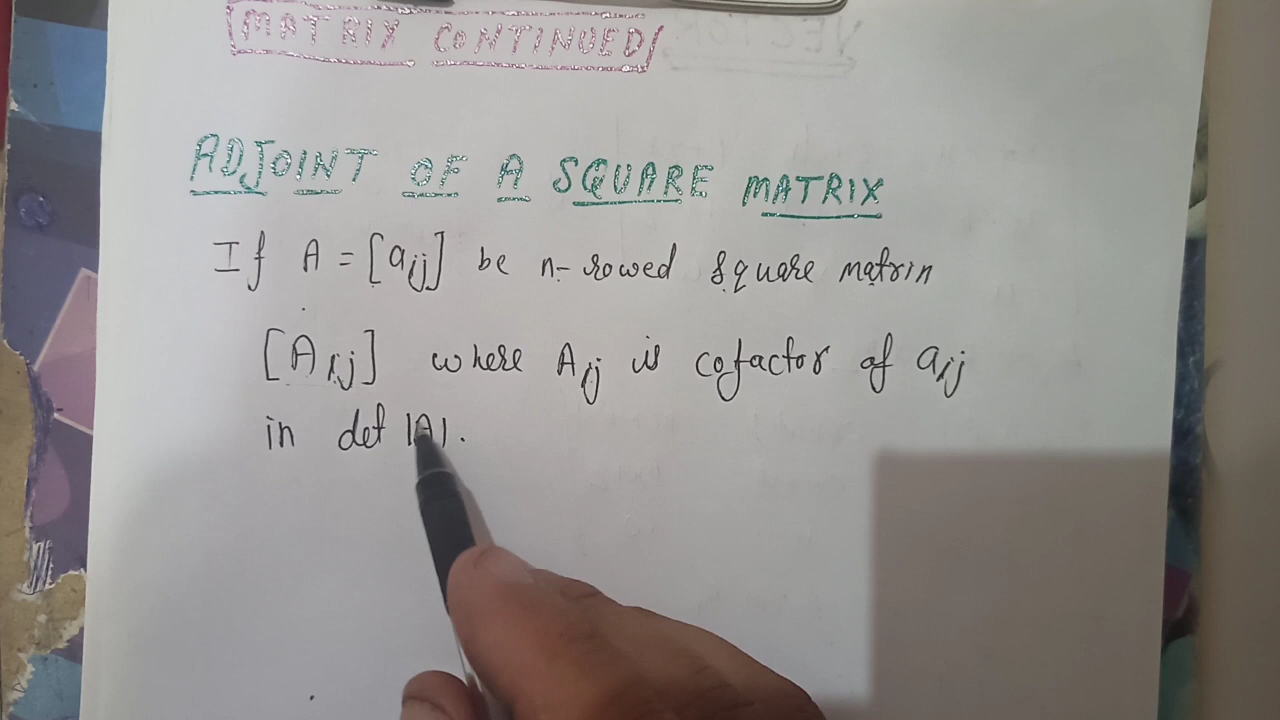 MATRIX CONTINUED
VECTOR
ADJOINT OF A SQUARE MATRIX
If A = [aij] be n-rowed square matrin
[Aij] where Aij is cofactor of aij
in det |A|.